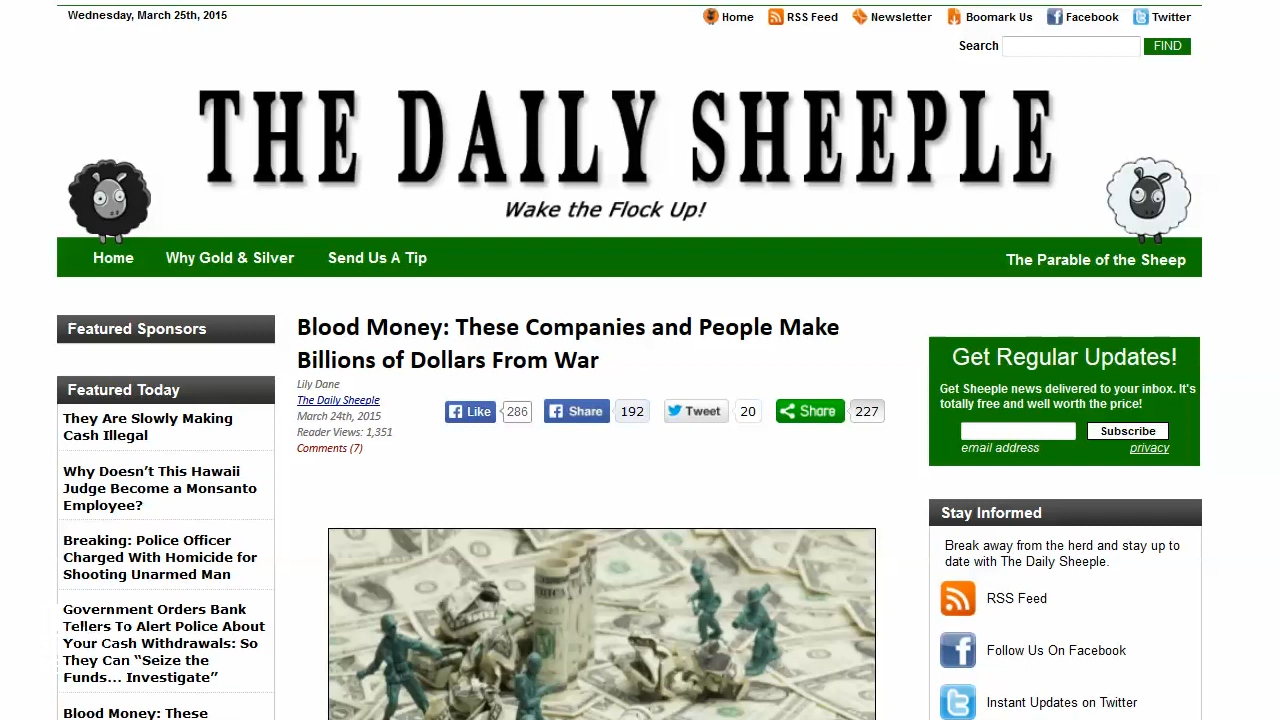 Wednesday, March 25th, 2015
Home
RSS Feed
Newsletter
Boomark Us
Facebook
Twitter
Search
FIND
THE DAILY SHEEPLE
Wake the Flock Up!
Home
Why Gold & Silver
Send Us A Tip
The Parable of the Sheep
Featured Sponsors
Featured Today
They Are Slowly Making
Cash Illegal
Why Doesn’t This Hawaii
Judge Become a Monsanto
Employee?
Breaking: Police Officer
Charged With Homicide for
Shooting Unarmed Man
Government Orders Bank
Tellers To Alert Police About
Your Cash Withdrawals: So
They Can “Seize the
Funds... Investigate”
Blood Money: These
Blood Money: These Companies and People Make
Billions of Dollars From War
Lily Dane
The Daily Sheeple
March 24th, 2015
Reader Views: 1,351
Comments (7)
Like 286
Share 192
Tweet 20
Share 227
Get Regular Updates!
Get Sheeple news delivered to your inbox. It's
totally free and well worth the price!
Subscribe
email address
privacy
Stay Informed
Break away from the herd and stay up to
date with The Daily Sheeple.
RSS Feed
Follow Us On Facebook
Instant Updates on Twitter